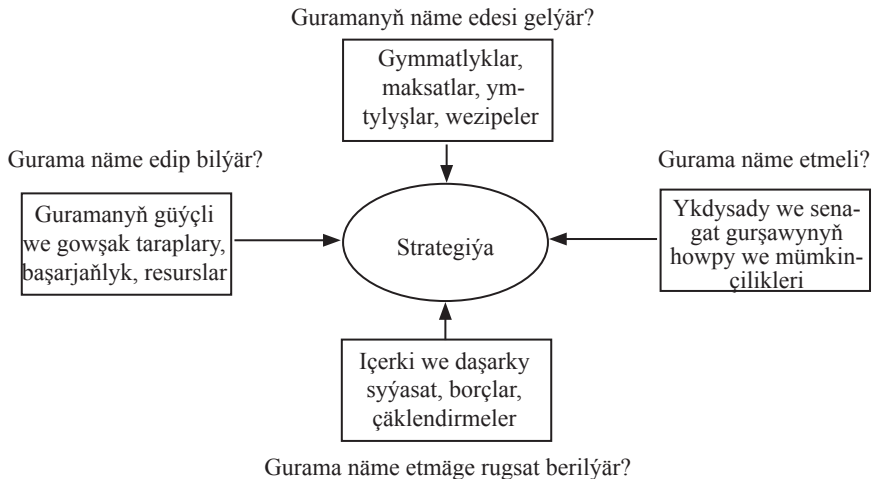 Guramanyň näme edesi gelýär?
Gymmatlyklar,
maksatlar, ym-
tylyşlar, wezipeler
Gurama näme edip bilýär?
Guramanyň güýçli
we gowşak taraplary,
başarjaňlyk, resurslar
Strategiýa
Gurama näme etmeli?
Ykdysady we sena-
gat gurşawynyň
howpy we mümkin-
çilikleri
Içerki we daşarky
syýasat, borçlar,
çäklendirmeler
Gurama näme etmäge rugsat berilýär?